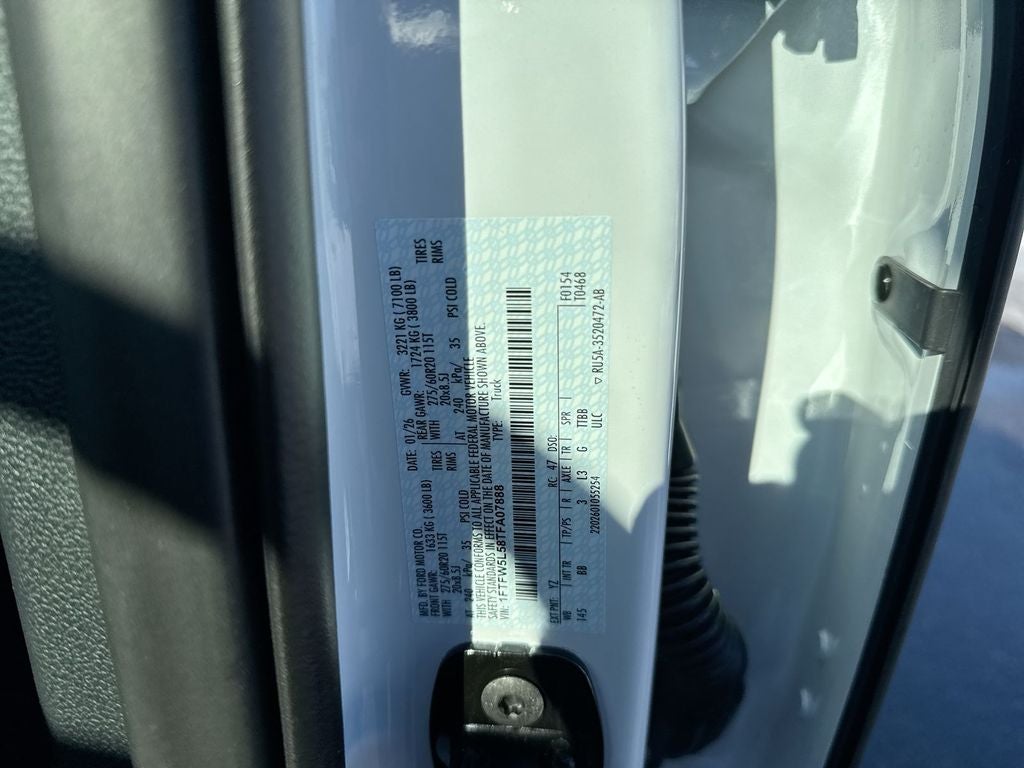 MFD. BY FORD MOTOR CO. DATE: 01/26 GVWR: 3221 KG ( 7100 LB)
FRONT GAWR: 1633 KG ( 3600 LB) REAR GAWR: 1724 KG ( 3800 LB)
WITH 275/60R20 115T TIRES WITH 275/60R20 115T TIRES
20x8.5J RIMS 20x8.5J RIMS
AT 240 kPa/ 35 PSI COLD AT 240 kPa/ 35 PSI COLD
THIS VEHICLE CONFORMS TO ALL APPLICABLE FEDERAL MOTOR VEHICLE
SAFETY STANDARDS IN EFFECT ON THE DATE OF MANUFACTURE SHOWN ABOVE.
VIN: 1FTFW5L58TFA07888 TYPE: Truck
EXT PNT: YZ RC: 47 DSO: F0154
WB INT TR TP/PS R AXLE TR SPR T0468
145 BB 3 L3 G TTBB
2202601055254 ULC ▽ RU5A-3520472-AB